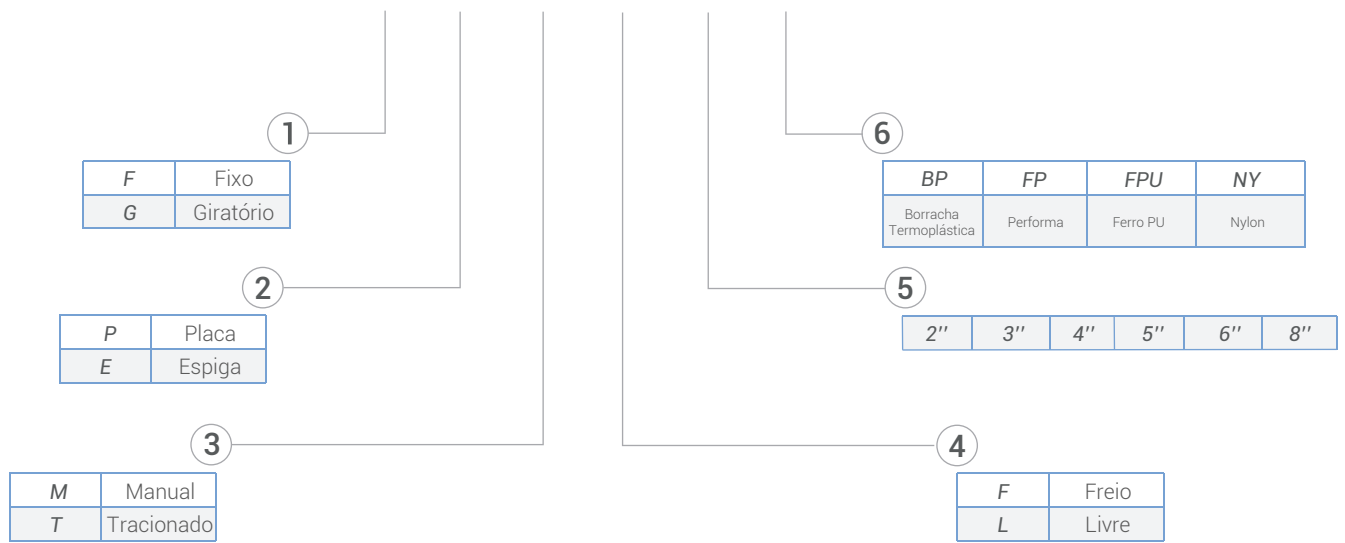 1
F Fixo
G Giratório
2
P Placa
E Espiga
3
M Manual
T Tracionado
6
BP FP FPU NY
Borracha Termoplástica Performa Ferro PU Nylon
5
2'' 3'' 4'' 5'' 6'' 8''
4
F Freio
L Livre